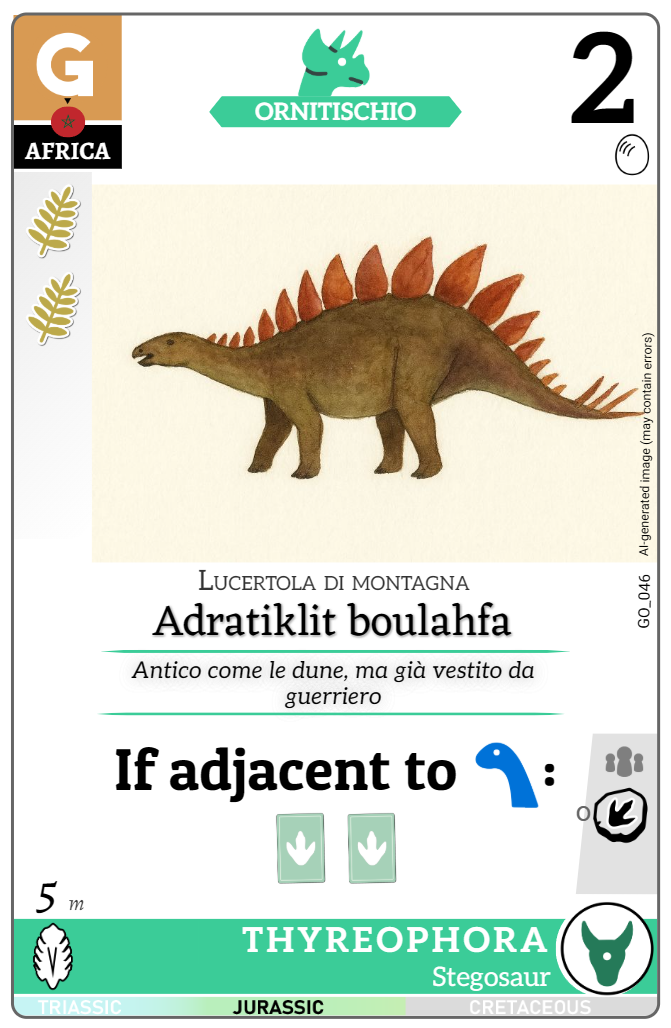 G
AFRICA
ORNITISCHIO
2
AI-generated image (may contain errors)
GO_046
Lucertola di montagna
Adratiklit boulahfa
Antico come le dune, ma già vestito da
guerriero
If adjacent to :
O
5 m
THYREOPHORA
Stegosaur
TRIASSIC JURASSIC CRETACEOUS